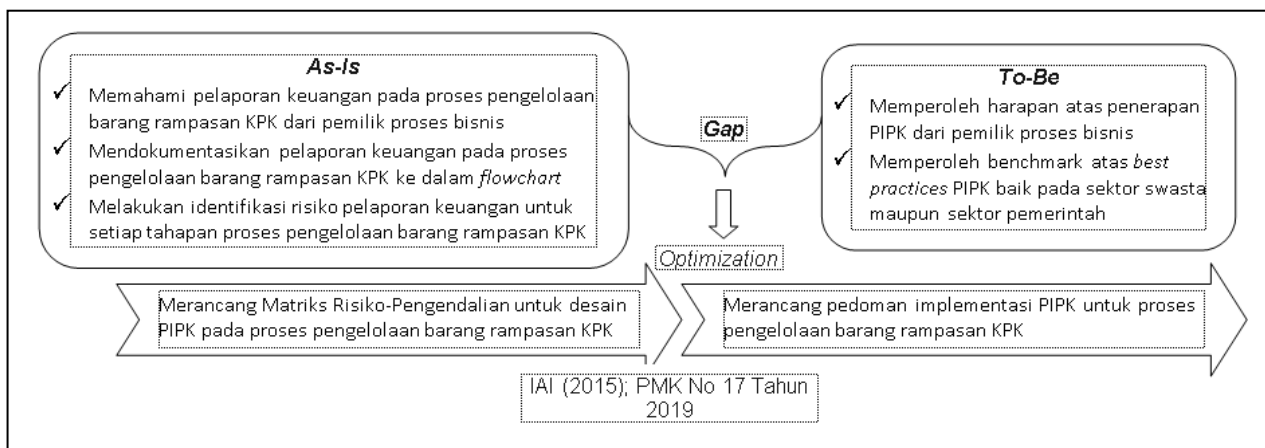 As-Is
✓ Memahami pelaporan keuangan pada proses pengelolaan
barang rampasan KPK dari pemilik proses bisnis
✓ Mendokumentasikan pelaporan keuangan pada proses
pengelolaan barang rampasan KPK ke dalam flowchart
✓ Melakukan identifikasi risiko pelaporan keuangan untuk
setiap tahapan proses pengelolaan barang rampasan KPK
Gap
Optimization
To-Be
✓ Memperoleh harapan atas penerapan
PIPK dari pemilik proses bisnis
✓ Memperoleh benchmark atas best
practices PIPK baik pada sektor swasta
maupun sektor pemerintah
Merancang Matriks Risiko-Pengendalian untuk desain
PIPK pada proses pengelolaan barang rampasan KPK
Merancang pedoman implementasi PIPK untuk proses
pengelolaan barang rampasan KPK
IAI (2015); PMK No 17 Tahun
2019